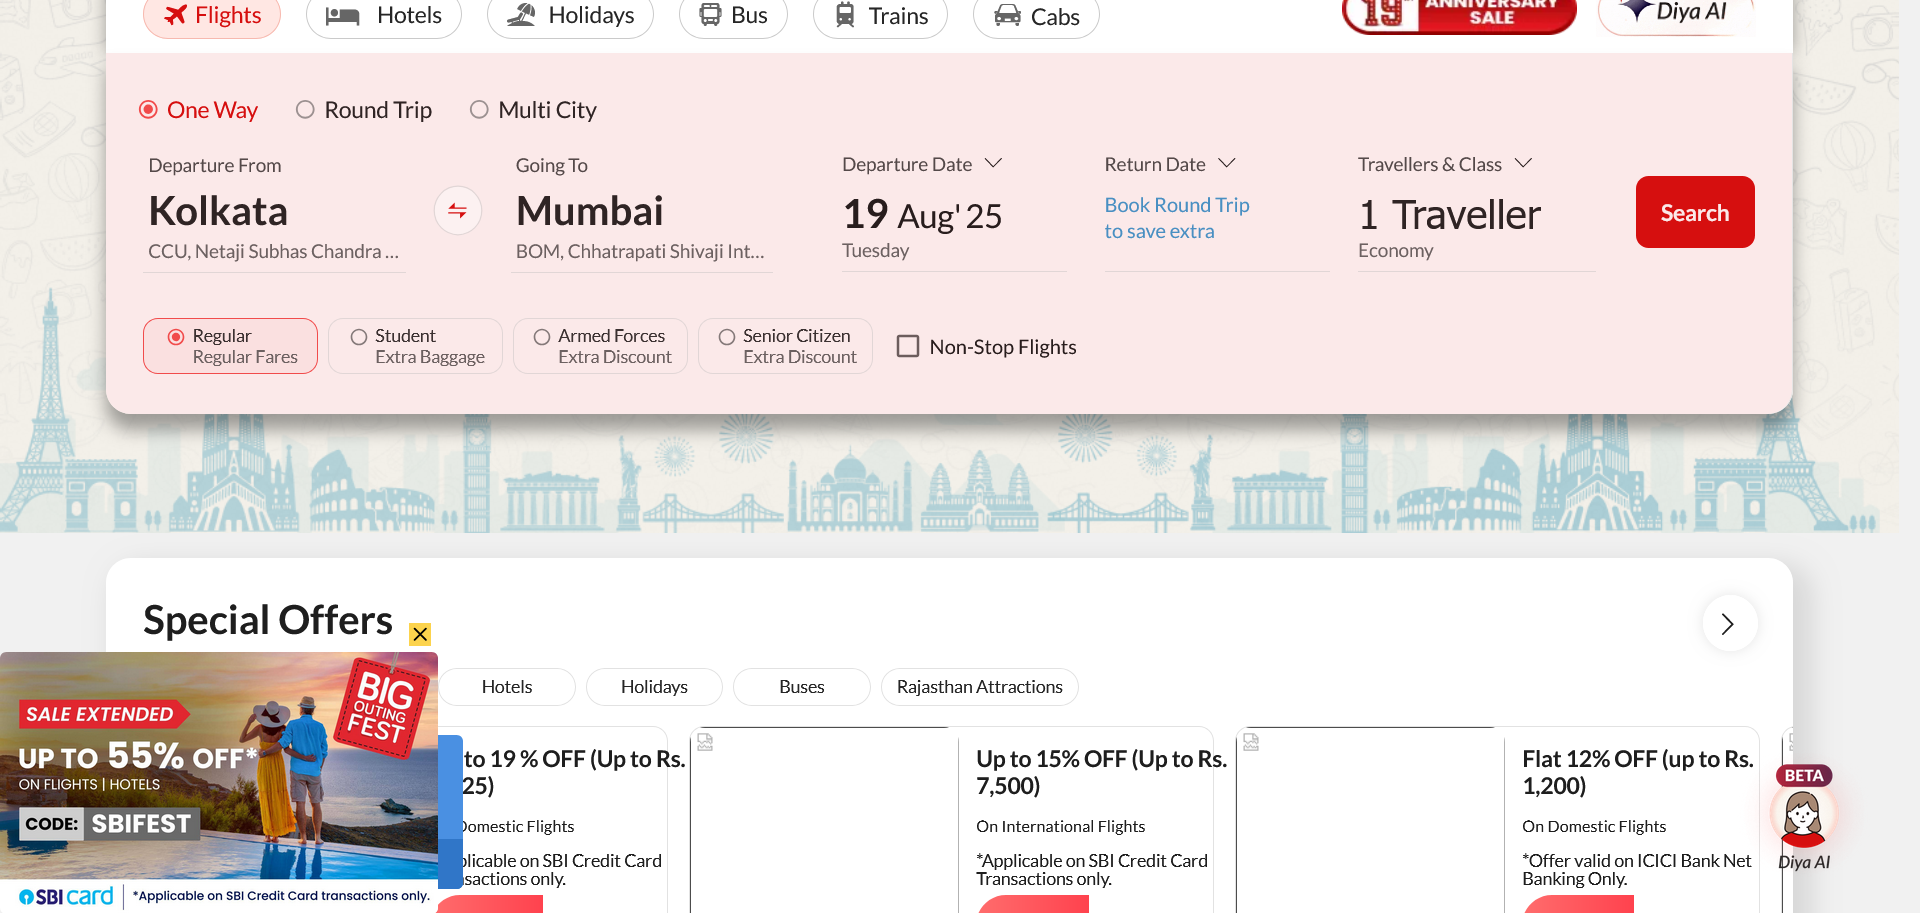 Flights
Hotels
Holidays
Bus
Trains
Cabs
19th
ANNIVERSARY
SALE
Diya AI
One Way
Round Trip
Multi City
Departure From
Kolkata
CCU, Netaji Subhas Chandra ...
Going To
Mumbai
BOM, Chhatrapati Shivaji Int...
Departure Date
19 Aug' 25
Tuesday
Return Date
Book Round Trip
to save extra
Travellers & Class
1 Traveller
Economy
Search
Regular
Regular Fares
Student
Extra Baggage
Armed Forces
Extra Discount
Senior Citizen
Extra Discount
Non-Stop Flights
Special Offers
Hotels
Holidays
Buses
Rajasthan Attractions
BIG
OUTING
FEST
SALE EXTENDED
UP TO 55% OFF*
ON FLIGHTS | HOTELS
CODE: SBIFEST
SBI card
*Applicable on SBI Credit Card transactions only.
to 19 % OFF (Up to Rs.
25)
Domestic Flights
plicable on SBI Credit Card
nsactions only.
Up to 15% OFF (Up to Rs.
7,500)
On International Flights
*Applicable on SBI Credit Card
Transactions only.
Flat 12% OFF (up to Rs.
1,200)
On Domestic Flights
*Offer valid on ICICI Bank Net
Banking Only.
BETA
Diya AI